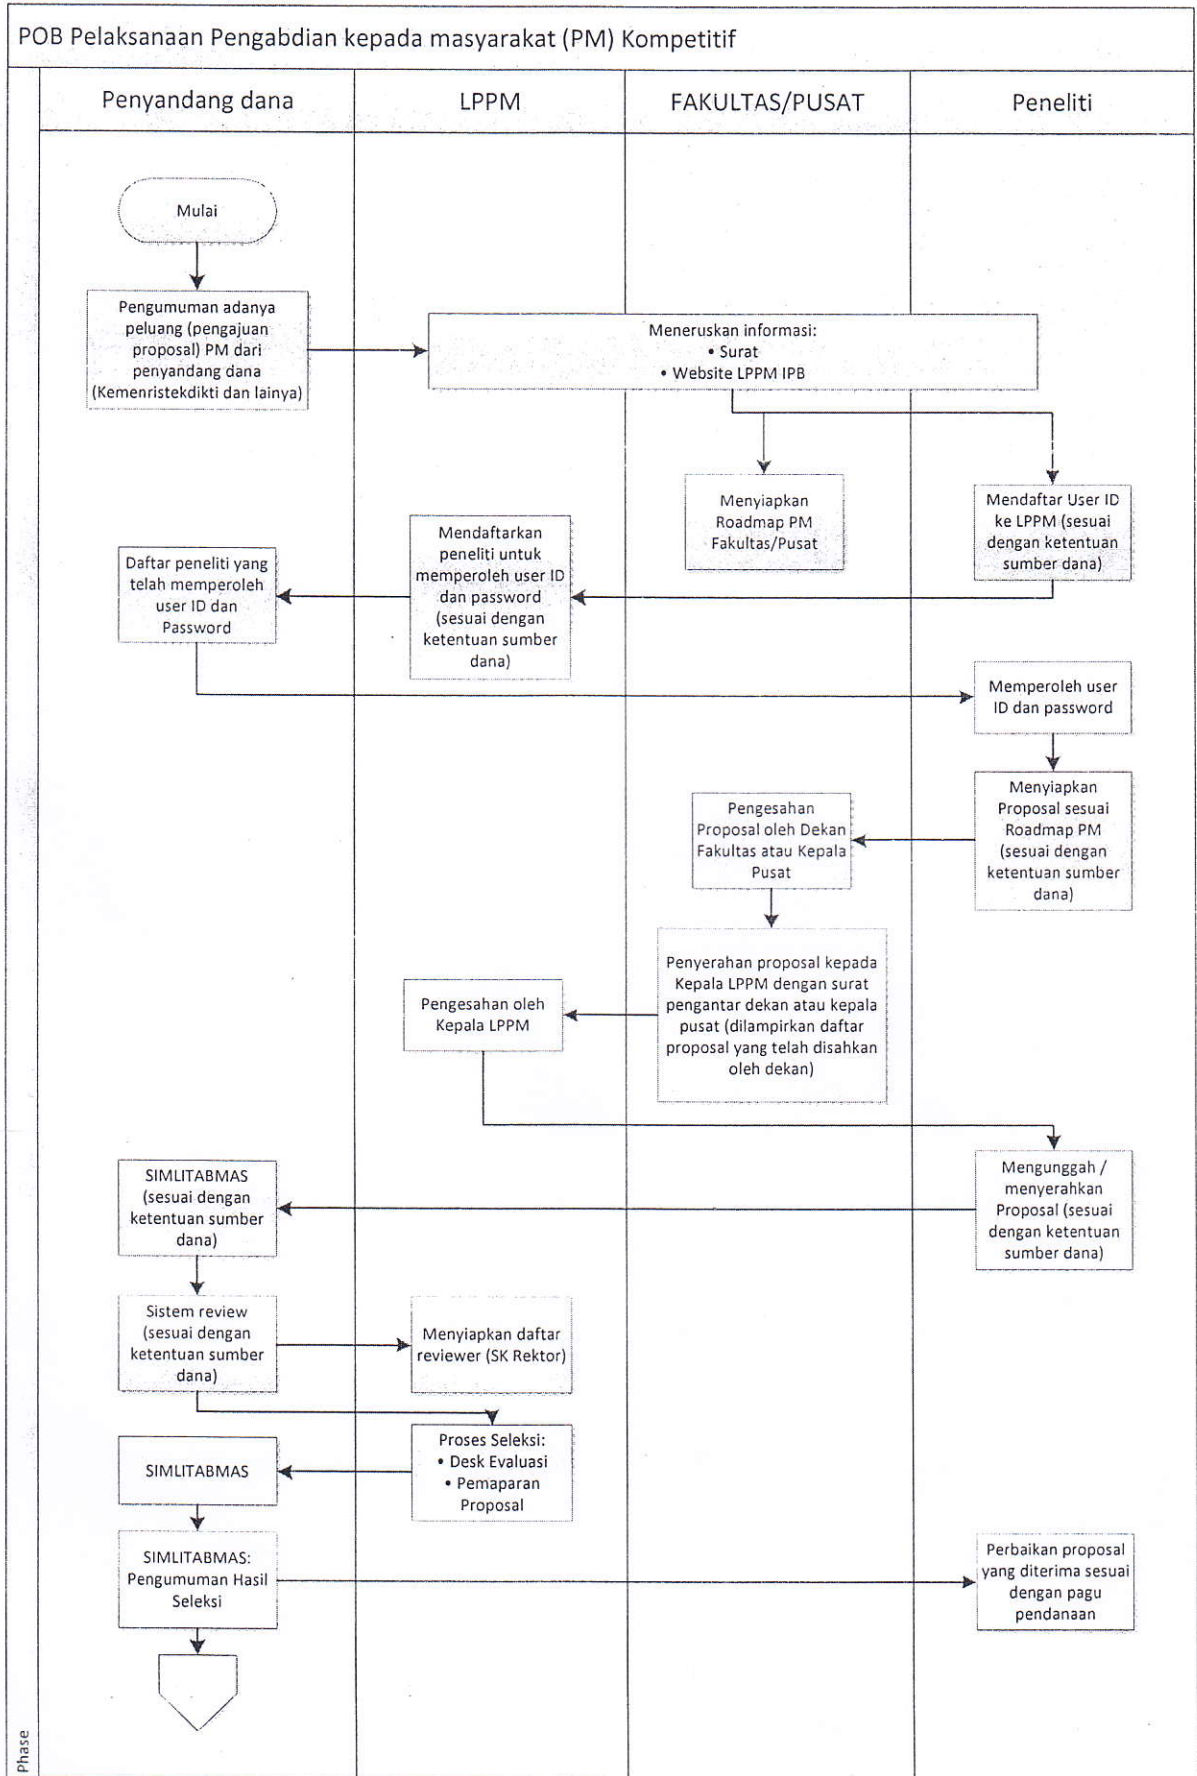 POB Pelaksanaan Pengabdian kepada masyarakat (PM) Kompetitif
Penyandang dana
LPPM
FAKULTAS/PUSAT
Peneliti
Mulai
Pengumuman adanya
peluang (pengajuan
proposal) PM dari
penyandang dana
(Kemenristekdikti dan lainya)
Meneruskan informasi:
• Surat
• Website LPPM IPB
Menyiapkan
Roadmap PM
Fakultas/Pusat
Mendaftar User ID
ke LPPM (sesuai
dengan ketentuan
sumber dana)
Mendaftarkan
peneliti untuk
memperoleh user ID
dan password
(sesuai dengan
ketentuan sumber
dana)
Daftar peneliti yang
telah memperoleh
user ID dan
Password
Memperoleh user
ID dan password
Menyiapkan
Proposal sesuai
Roadmap PM
(sesuai dengan
ketentuan sumber
dana)
Pengesahan
Proposal oleh Dekan
Fakultas atau Kepala
Pusat
Penyerahan proposal kepada
Kepala LPPM dengan surat
pengantar dekan atau kepala
pusat (dilampirkan daftar
proposal yang telah disahkan
oleh dekan)
Pengesahan oleh
Kepala LPPM
Mengunggah /
menyerahkan
Proposal (sesuai
dengan ketentuan
sumber dana)
SIMLITABMAS
(sesuai dengan
ketentuan sumber
dana)
Sistem review
(sesuai dengan
ketentuan sumber
dana)
Menyiapkan daftar
reviewer (SK Rektor)
Proses Seleksi:
• Desk Evaluasi
• Pemaparan
Proposal
SIMLITABMAS
SIMLITABMAS:
Pengumuman Hasil
Seleksi
Perbaikan proposal
yang diterima sesuai
dengan pagu
pendanaan
Phase